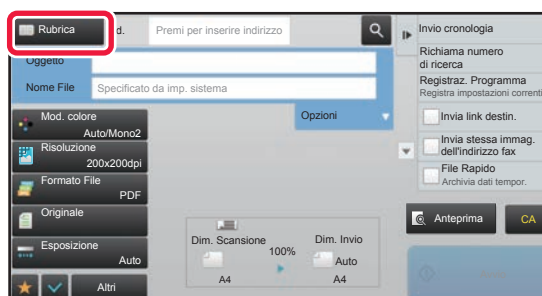 Rubrica
d.
Premi per inserire indirizzo
Oggetto
Nome File
Specificato da imp. sistema
Opzioni
Mod. colore
Auto/Mono2
Risoluzione
200x200dpi
Formato File
PDF
Originale
Esposizione
Auto
Altri
Dim. Scansione
100%
Dim. Invio
Auto
A4
A4
Invio cronologia
Richiama numero
di ricerca
Registraz. Programma
Registra impostazioni correnti
Invia link destin.
Invia stessa immag.
dell'indirizzo fax
File Rapido
Archivia dati tempor.
Anteprima
CA